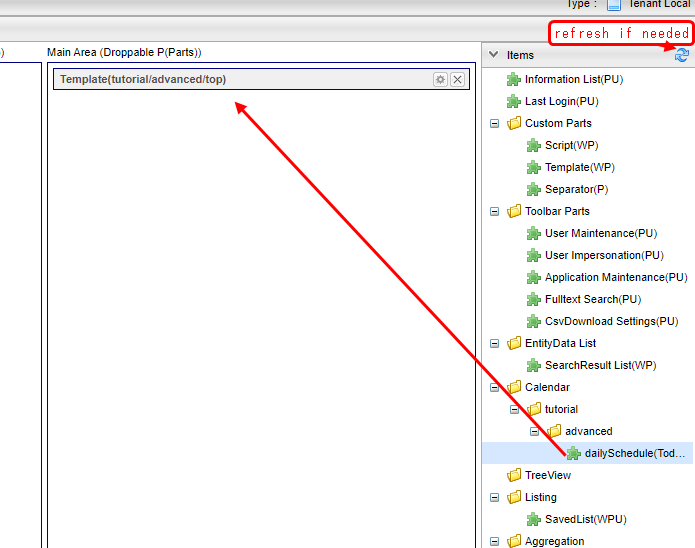 Type :
Tenant Local
refresh if needed
)
Main Area (Droppable P(Parts))
Items
Template(tutorial/advanced/top)
Information List(PU)
Last Login(PU)
Custom Parts
Script(WP)
Template(WP)
Separator(P)
Toolbar Parts
User Maintenance(PU)
User Impersonation(PU)
Application Maintenance(PU)
Fulltext Search(PU)
CsvDownload Settings(PU)
EntityData List
SearchResult List(WP)
Calendar
tutorial
advanced
dailySchedule(Tod...
TreeView
Listing
SavedList(WPU)
Aggregation